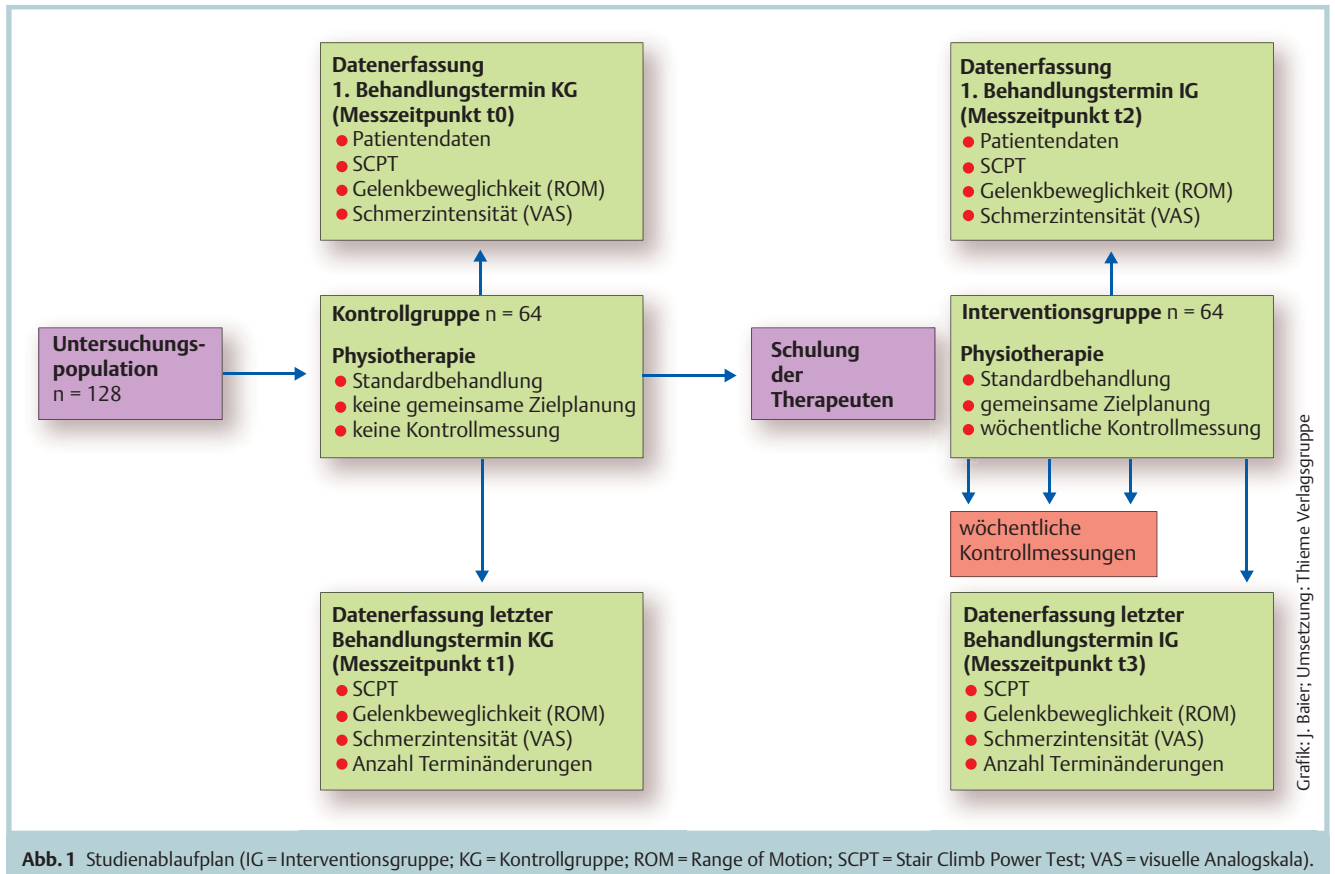 Datenerfassung
1. Behandlungstermin KG
(Messzeitpunkt t0)
● Patientendaten
● SCPT
● Gelenkbeweglichkeit (ROM)
● Schmerzintensität (VAS)
Datenerfassung
1. Behandlungstermin IG
(Messzeitpunkt t2)
● Patientendaten
● SCPT
● Gelenkbeweglichkeit (ROM)
● Schmerzintensität (VAS)
Untersuchungs-
population
n = 128
Kontrollgruppe n = 64
Physiotherapie
● Standardbehandlung
● keine gemeinsame Zielplanung
● keine Kontrollmessung
Schulung
der
Therapeuten
Interventionsgruppe n = 64
Physiotherapie
● Standardbehandlung
● gemeinsame Zielplanung
● wöchentliche Kontrollmessung
wöchentliche
Kontrollmessungen
Datenerfassung letzter
Behandlungstermin KG
(Messzeitpunkt t1)
● SCPT
● Gelenkbeweglichkeit (ROM)
● Schmerzintensität (VAS)
● Anzahl Terminänderungen
Datenerfassung letzter
Behandlungstermin IG
(Messzeitpunkt t3)
● SCPT
● Gelenkbeweglichkeit (ROM)
● Schmerzintensität (VAS)
● Anzahl Terminänderungen
Grafik: J. Baier; Umsetzung: Thieme Verlagsgruppe
Abb. 1 Studienablaufplan (IG = Interventionsgruppe; KG = Kontrollgruppe; ROM = Range of Motion; SCPT = Stair Climb Power Test; VAS = visuelle Analogskala).